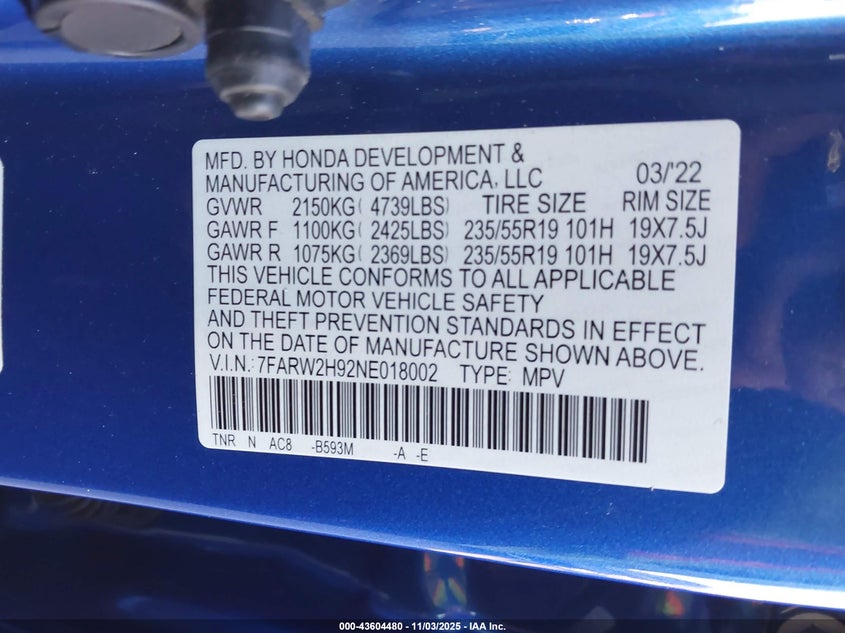 MFD. BY HONDA DEVELOPMENT &
MANUFACTURING OF AMERICA, LLC 03/'22
GVWR 2150KG( 4739LBS) TIRE SIZE RIM SIZE
GAWR F 1100KG( 2425LBS) 235/55R19 101H 19X7.5J
GAWR R 1075KG( 2369LBS) 235/55R19 101H 19X7.5J
THIS VEHICLE CONFORMS TO ALL APPLICABLE
FEDERAL MOTOR VEHICLE SAFETY
AND THEFT PREVENTION STANDARDS IN EFFECT
ON THE DATE OF MANUFACTURE SHOWN ABOVE.
V.I.N.: 7FARW2H92NE018002 TYPE: MPV
TNR N AC8 -B593M -A -E
000-43604480 - 11/03/2025 - IAA Inc.